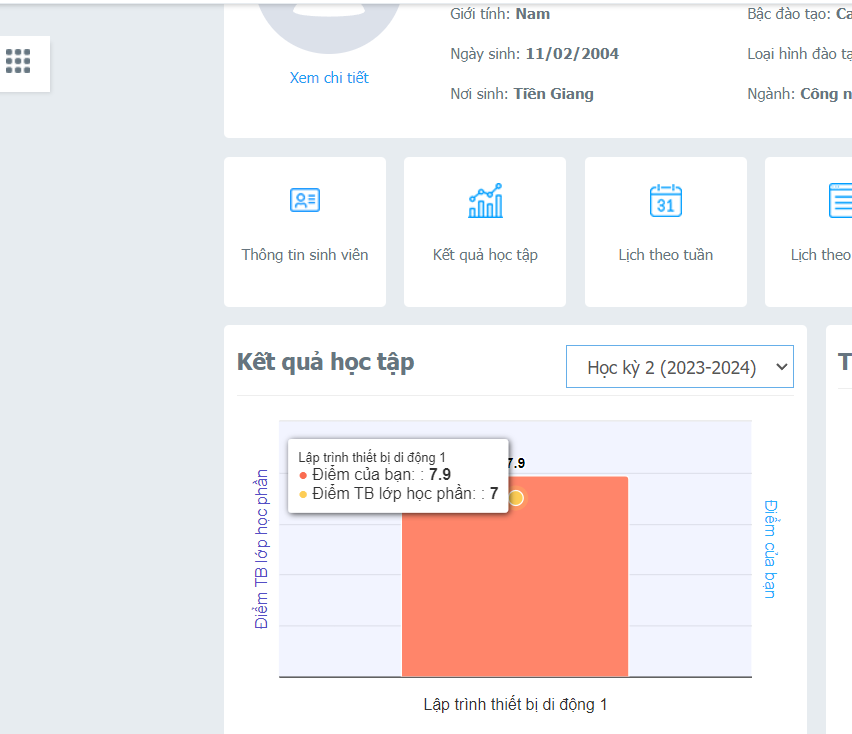 Giới tính: Nam
Bậc đào tạo:
Ngày sinh: 11/02/2004
Loại hình đào
Xem chi tiết
Nơi sinh: Tiền Giang
Ngành: Công
31
Thông tin sinh viên
Kết quả học tập
Lịch theo tuần
Lịch theo
Kết quả học tập
Học kỳ 2 (2023-2024)
Lập trình thiết bị di động 1
Điểm của bạn: : 7.9
Điểm TB lớp học phần: : 7
7.9
Điểm TB lớp học phần
Điểm của bạn
Lập trình thiết bị di động 1